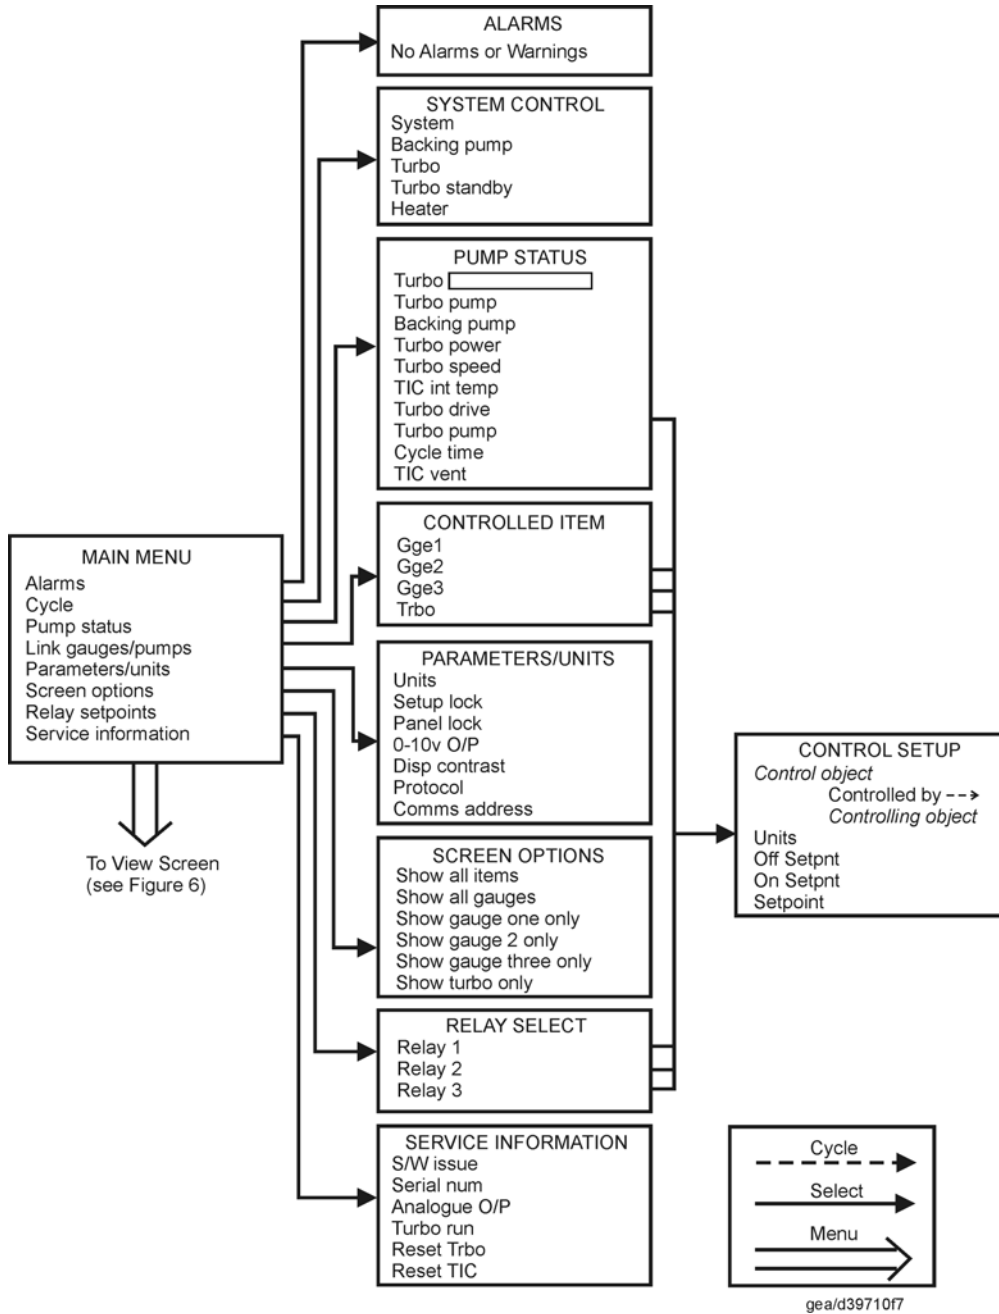 ALARMS
No Alarms or Warnings
SYSTEM CONTROL
System
Backing pump
Turbo
Turbo standby
Heater
PUMP STATUS
Turbo
Turbo pump
Backing pump
Turbo power
Turbo speed
TIC int temp
Turbo drive
Turbo pump
Cycle time
TIC vent
MAIN MENU
Alarms
Cycle
Pump status
Link gauges/pumps
Parameters/units
Screen options
Relay setpoints
Service information
To View Screen
(see Figure 6)
CONTROLLED ITEM
Gge1
Gge2
Gge3
Trbo
PARAMETERS/UNITS
Units
Setup lock
Panel lock
0-10v O/P
Disp contrast
Protocol
Comms address
SCREEN OPTIONS
Show all items
Show all gauges
Show gauge one only
Show gauge 2 only
Show gauge three only
Show turbo only
RELAY SELECT
Relay 1
Relay 2
Relay 3
SERVICE INFORMATION
S/W issue
Serial num
Analogue O/P
Turbo run
Reset Trbo
Reset TIC
CONTROL SETUP
Control object
Controlled by
Controlling object
Units
Off Setpnt
On Setpnt
Setpoint
Cycle
Select
Menu
gea/d39710f7